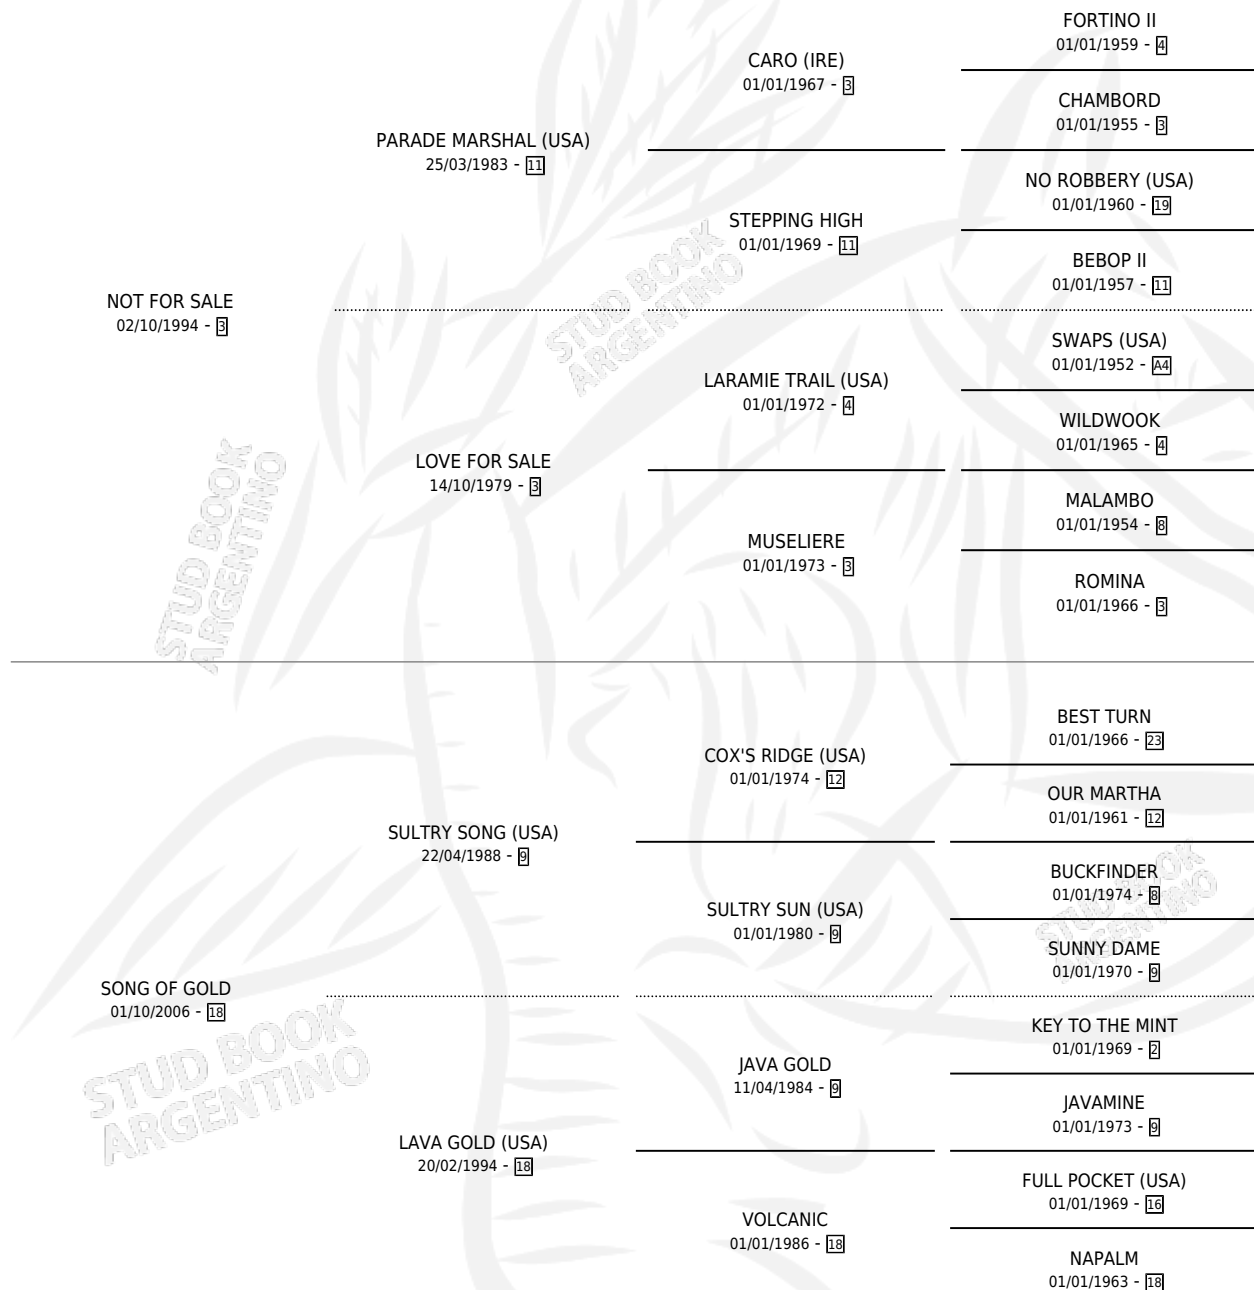 FORTINO II
01/01/1959 - 4
CARO (IRE)
01/01/1967 - 3
CHAMBORD
01/01/1955 - 3
PARADE MARSHAL (USA)
25/03/1983 - 11
NO ROBBERY (USA)
01/01/1960 - 19
STEPPING HIGH
01/01/1969 - 11
BEBOP II
01/01/1957 - 11
NOT FOR SALE
02/10/1994 - 3
STUD BOOK
ARGENTINO
SWAPS (USA)
01/01/1952 - A4
LARAMIE TRAIL (USA)
01/01/1972 - 4
WILDWOOK
01/01/1965 - 4
LOVE FOR SALE
14/10/1979 - 3
MALAMBO
01/01/1954 - 8
MUSELIERE
01/01/1973 - 3
ROMINA
01/01/1966 - 3
STUD BOOK
ARGENTINO
BEST TURN
01/01/1966 - 23
COX'S RIDGE (USA)
01/01/1974 - 12
OUR MARTHA
01/01/1961 - 12
SULTRY SONG (USA)
22/04/1988 - 9
BUCKFINDER
01/01/1974 - 8
SULTRY SUN (USA)
01/01/1980 - 9
STUD BOOK
ARGENTINO
SUNNY DAME
01/01/1970 - 9
SONG OF GOLD
01/10/2006 - 18
STUD BOOK
ARGENTINO
KEY TO THE MINT
01/01/1969 - 2
JAVA GOLD
11/04/1984 - 9
JAVAMINE
01/01/1973 - 9
LAVA GOLD (USA)
20/02/1994 - 18
FULL POCKET (USA)
01/01/1969 - 16
VOLCANIC
01/01/1986 - 18
NAPALM
01/01/1963 - 18